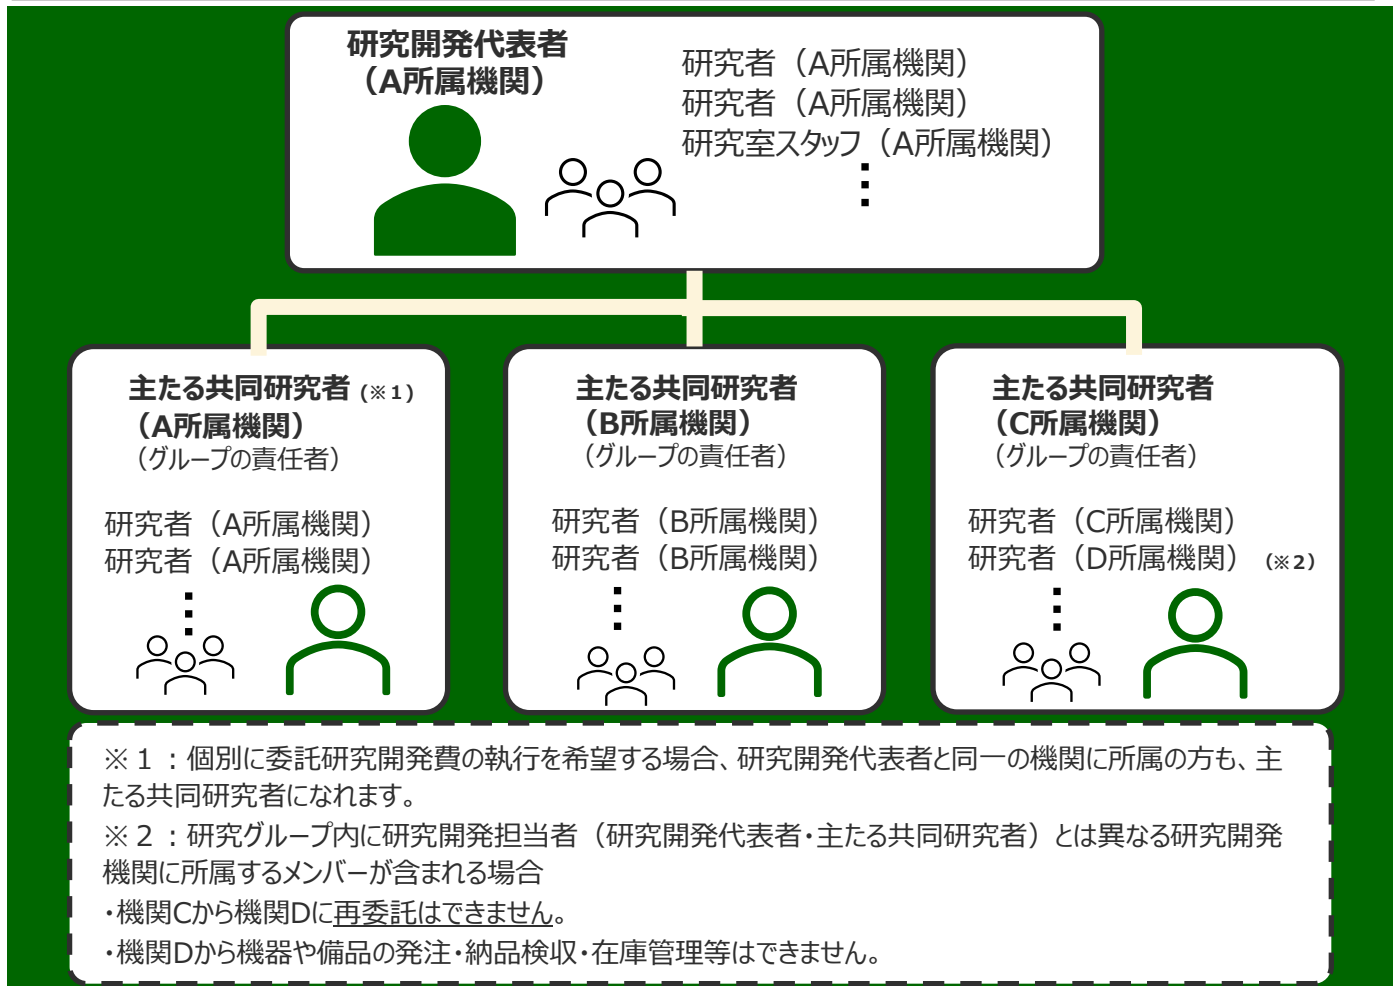 研究開発代表者
（A所属機関）
研究者（A所属機関）
研究者（A所属機関）
研究室スタッフ（A所属機関）
主たる共同研究者（※１）
（A所属機関）
（グループの責任者）
研究者（A所属機関）
研究者（A所属機関）
主たる共同研究者
（B所属機関）
（グループの責任者）
研究者（B所属機関）
研究者（B所属機関）
主たる共同研究者
（C所属機関）
（グループの責任者）
研究者（C所属機関）
研究者（D所属機関）（※２）
※１：個別に委託研究開発費の執行を希望する場合、研究開発代表者と同一の機関に所属の方も、主
たる共同研究者になれます。
※２：研究グループ内に研究開発担当者（研究開発代表者・主たる共同研究者）とは異なる研究開発
機関に所属するメンバーが含まれる場合
・機関Cから機関Dに再委託はできません。
・機関Dから機器や備品の発注・納品検収・在庫管理等はできません。